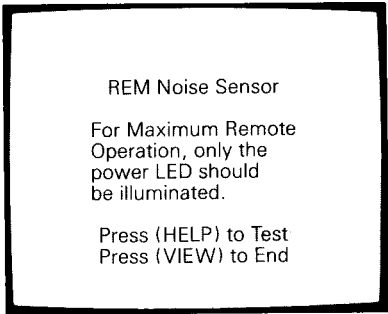 REM Noise Sensor
For Maximum Remote
Operation, only the
power LED should
be illuminated.
Press (HELP) to Test
Press (VIEW) to End